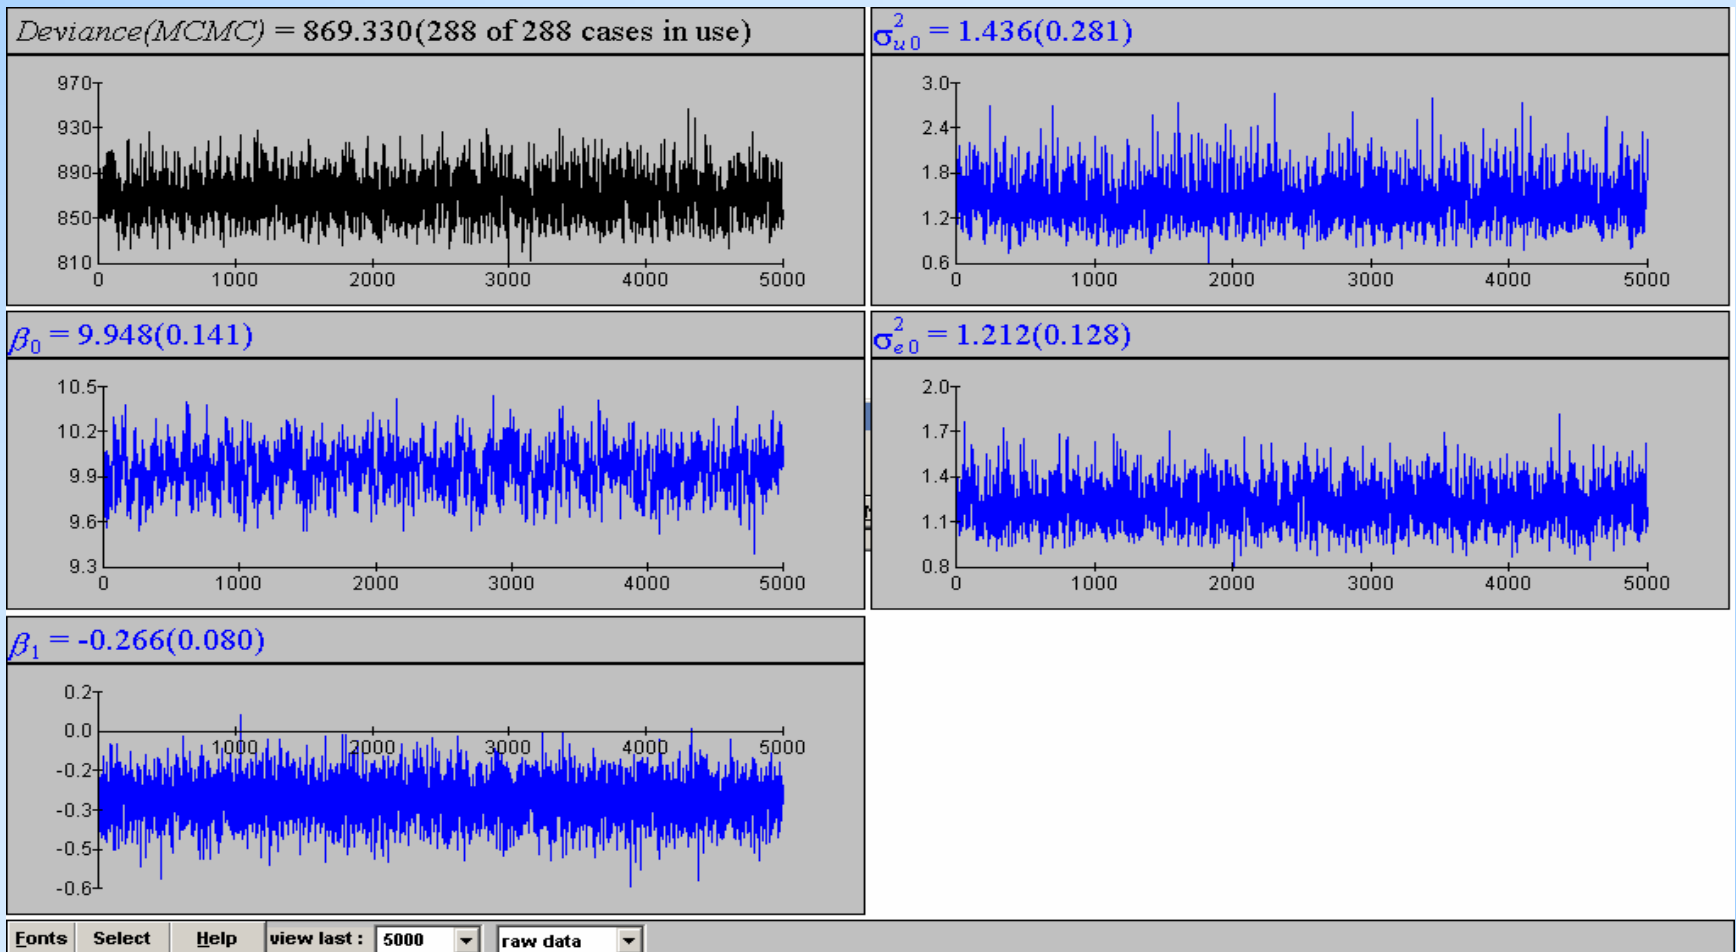 Deviance(MCMC) = 869.330(288 of 288 cases in use)
970
930
890
850
810
0 1000 2000 3000 4000 5000
σ²u0 = 1.436(0.281)
3.0
2.4
1.8
1.2
0.6
0 1000 2000 3000 4000 5000
β0 = 9.948(0.141)
10.5
10.2
9.9
9.6
9.3
0 1000 2000 3000 4000 5000
σ²e0 = 1.212(0.128)
2.0
1.7
1.4
1.1
0.8
0 1000 2000 3000 4000 5000
β1 = -0.266(0.080)
0.2
0.0
1000 2000 3000 4000 5000
-0.2
-0.3
-0.5
-0.6
Fonts Select Help view last : 5000 raw data